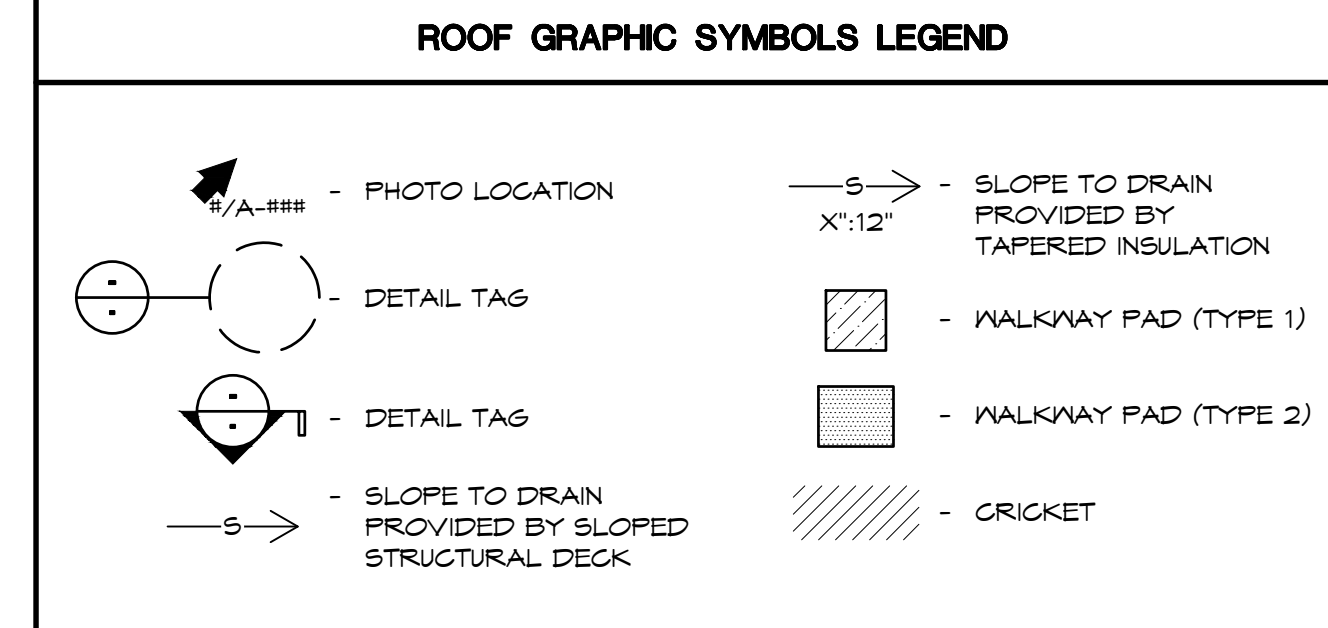 ROOF GRAPHIC SYMBOLS LEGEND
#/A-###
- PHOTO LOCATION
- DETAIL TAG
- DETAIL TAG
S
- SLOPE TO DRAIN
PROVIDED BY SLOPED
STRUCTURAL DECK
S
X":12"
- SLOPE TO DRAIN
PROVIDED BY
TAPERED INSULATION
- WALKWAY PAD (TYPE 1)
- WALKWAY PAD (TYPE 2)
- CRICKET